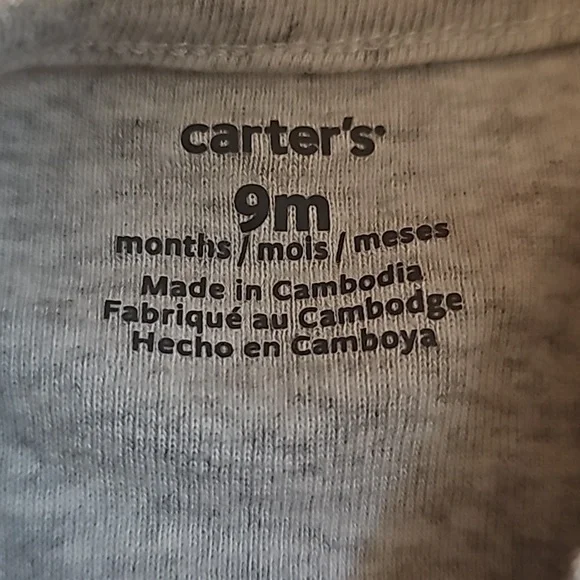 carter's
9m
months / mois / meses
Made in Cambodia
Fabriqué au Cambodge
Hecho en Camboya